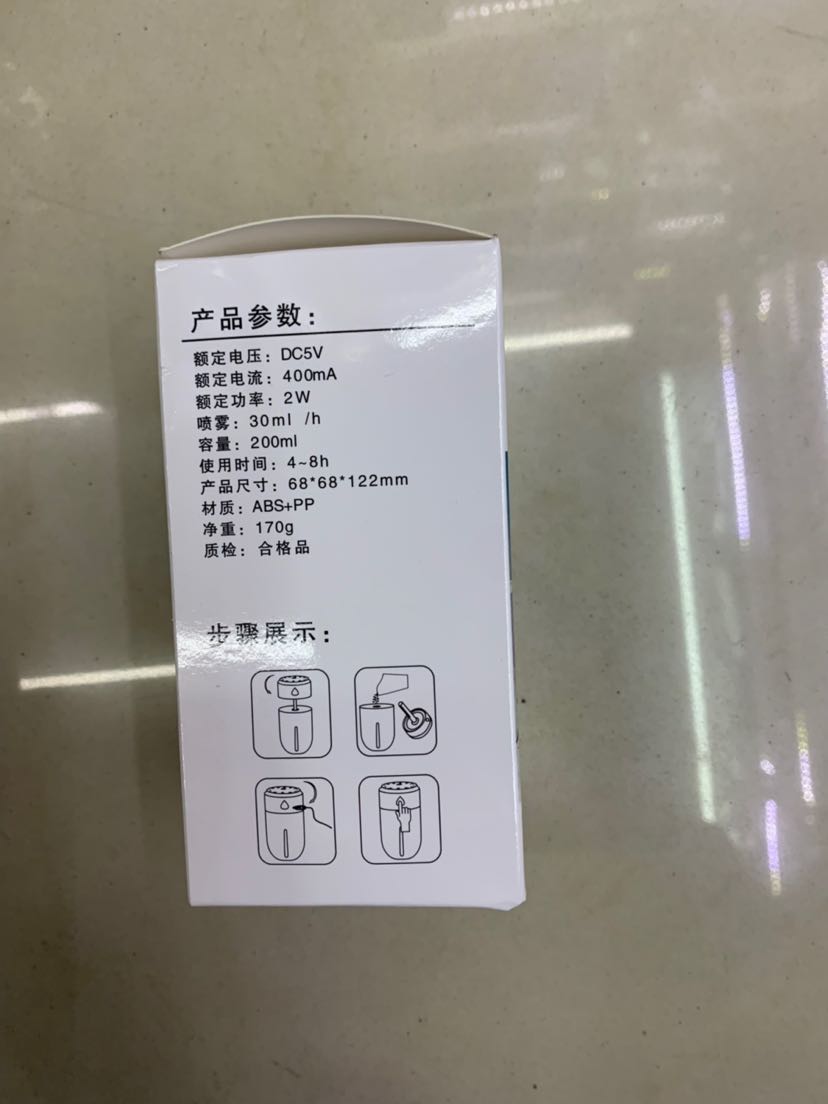 产品参数：
额定电压：DC5V
额定电流：400mA
额定功率：2W
喷雾：30ml /h
容量：200ml
使用时间：4~8h
产品尺寸：68*68*122mm
材质：ABS+PP
净重：170g
质检：合格品
步骤展示：